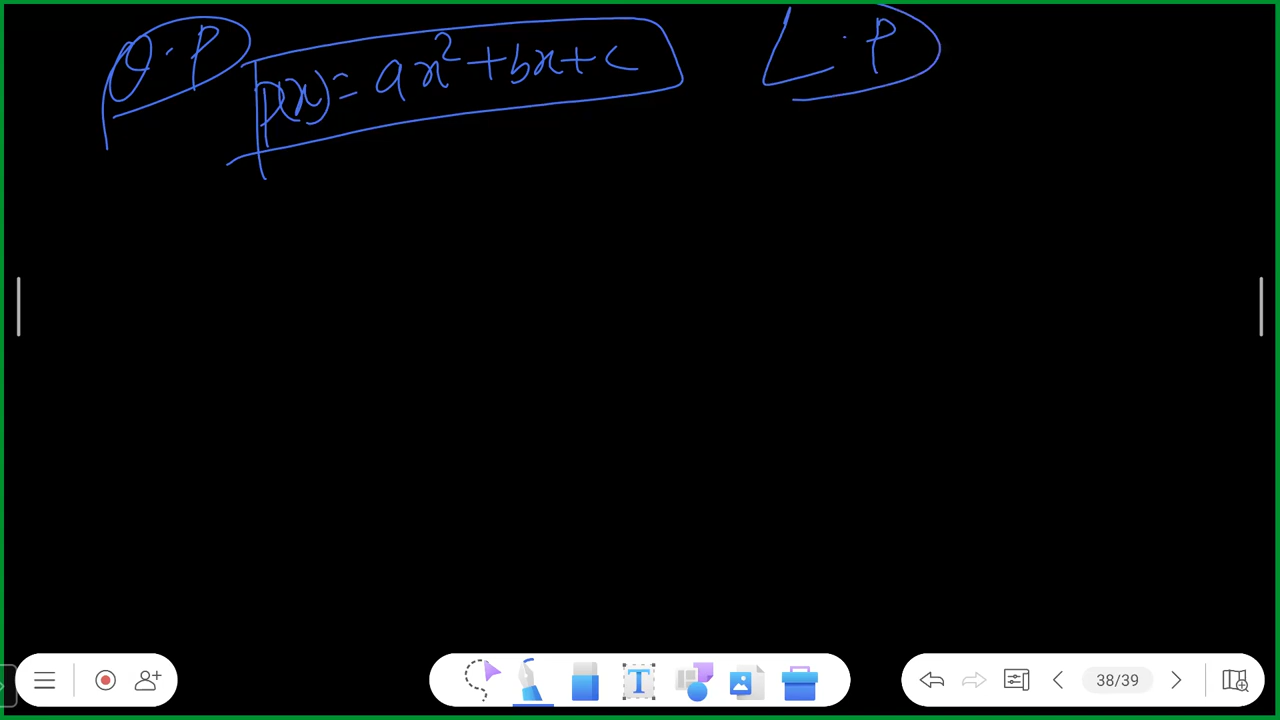 Q.P p(x) = ax² + bx + c L.P
T
38/39